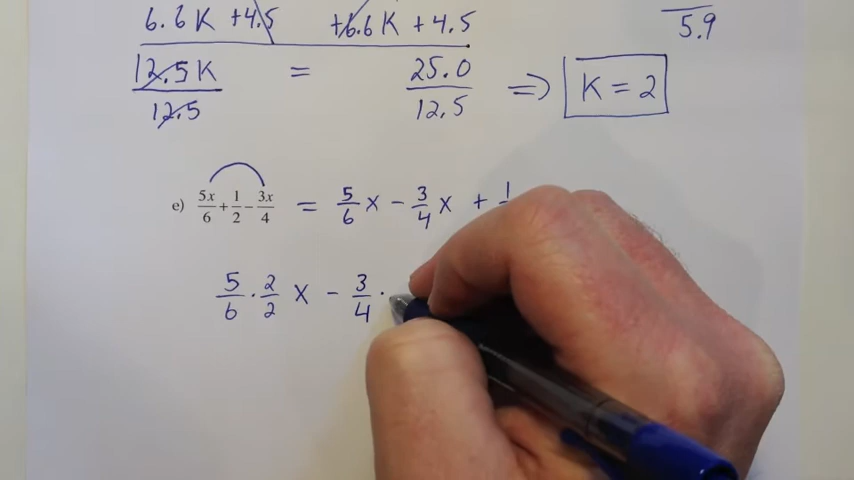 6.6K + 4.5 +6.6K + 4.5 5.9
12.5K / 12.5 = 25.0 / 12.5 ⇒ K = 2
e) 5x/6 + 1/2 - 3x/4 = 5/6 x - 3/4 x + 1
5/6 · 2/2 x - 3/4 ·